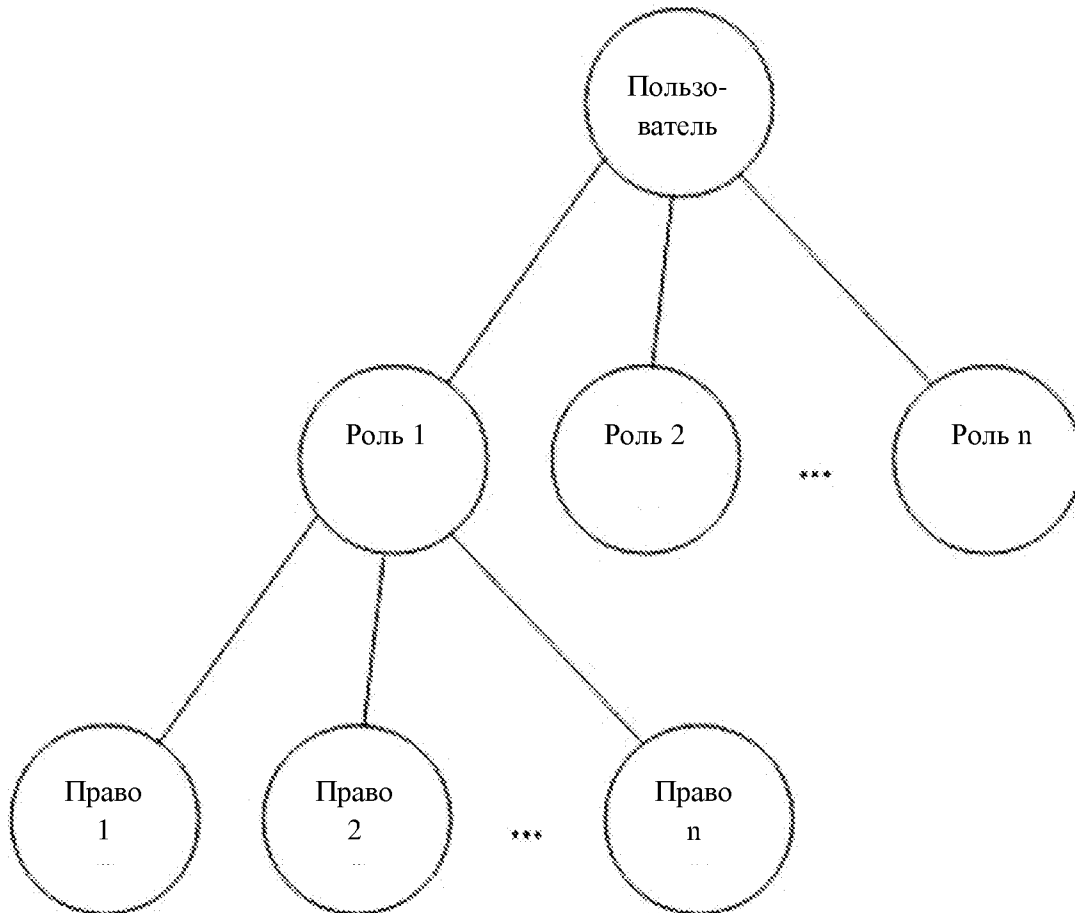 Пользо-
ватель
Роль 1
Роль 2
...
Роль n
Право
1
Право
2
...
Право
n